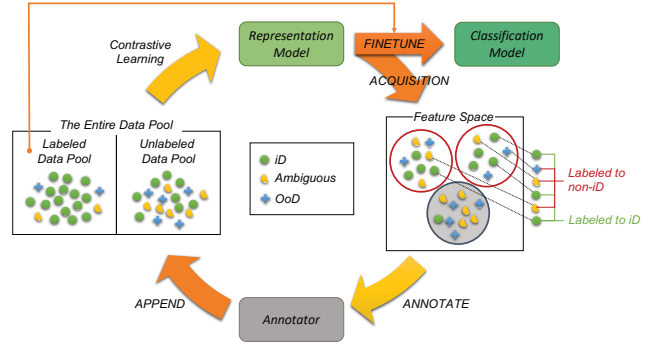 Contrastive
Learning
Representation
Model
FINETUNE
Classification
Model
ACQUISITION
The Entire Data Pool
Labeled
Data Pool
Unlabeled
Data Pool
iD
Ambiguous
OoD
Feature Space
Labeled to
non-iD
Labeled to iD
APPEND
Annotator
ANNOTATE